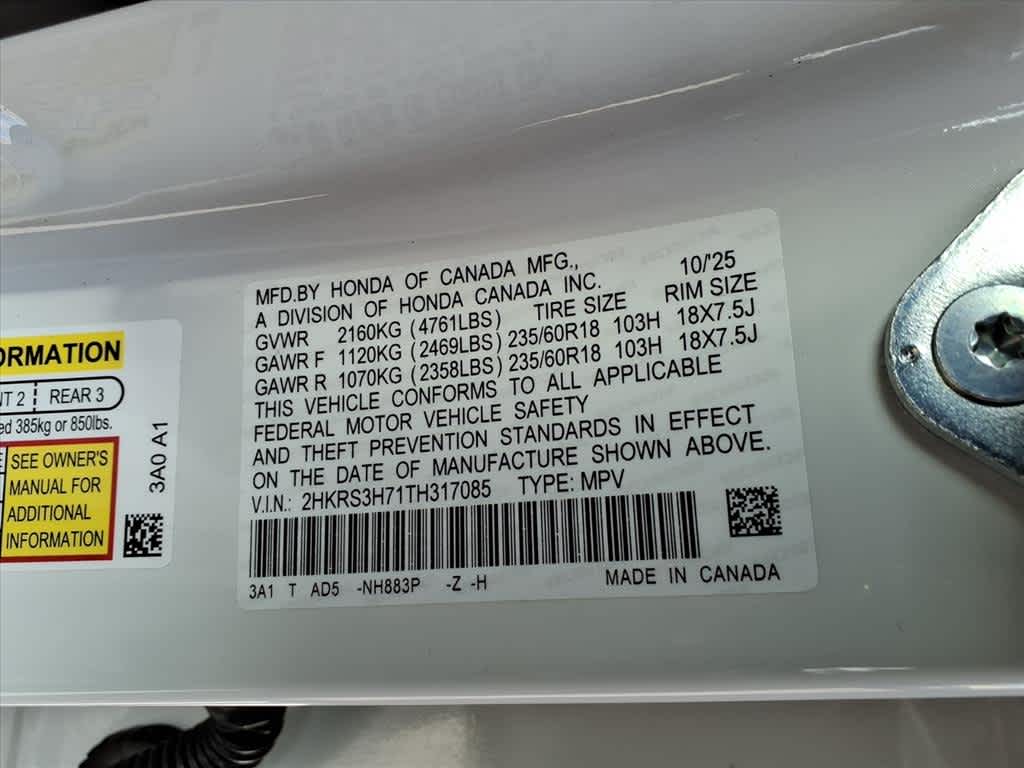 MFD.BY HONDA OF CANADA MFG., 10/'25
A DIVISION OF HONDA CANADA INC.
GVWR 2160KG (4761LBS) TIRE SIZE RIM SIZE
GAWR F 1120KG (2469LBS) 235/60R18 103H 18X7.5J
GAWR R 1070KG (2358LBS) 235/60R18 103H 18X7.5J
THIS VEHICLE CONFORMS TO ALL APPLICABLE
FEDERAL MOTOR VEHICLE SAFETY
AND THEFT PREVENTION STANDARDS IN EFFECT
ON THE DATE OF MANUFACTURE SHOWN ABOVE.
V.I.N.: 2HKRS3H71TH317085 TYPE: MPV
3A1 T AD5 -NH883P -Z -H MADE IN CANADA
ORMATION
NT 2 REAR 3
ed 385kg or 850lbs.
SEE OWNER'S
MANUAL FOR
ADDITIONAL
INFORMATION
3A0 A1